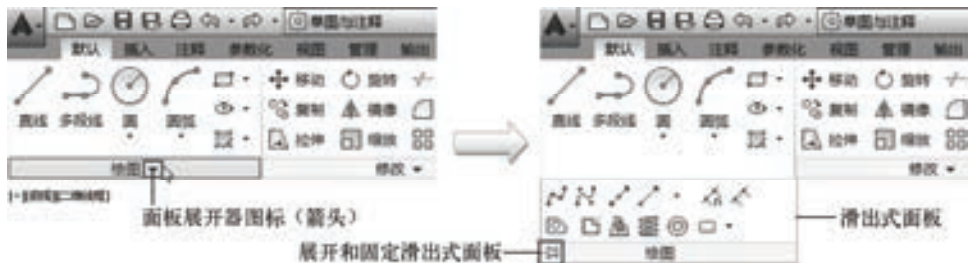 草图与注释
草图与注释
默认 插入 注释 参数化 视图 管理 输出
默认 插入 注释 参数化 视图 管理 输出
直线 多段线 圆 圆弧
移动 旋转
复制 镜像
拉伸 缩放
绘图
修改
直线 多段线 圆 圆弧
移动 旋转
复制 镜像
拉伸 缩放
修改
面板展开器图标（箭头）
滑出式面板
展开和固定滑出式面板
绘图